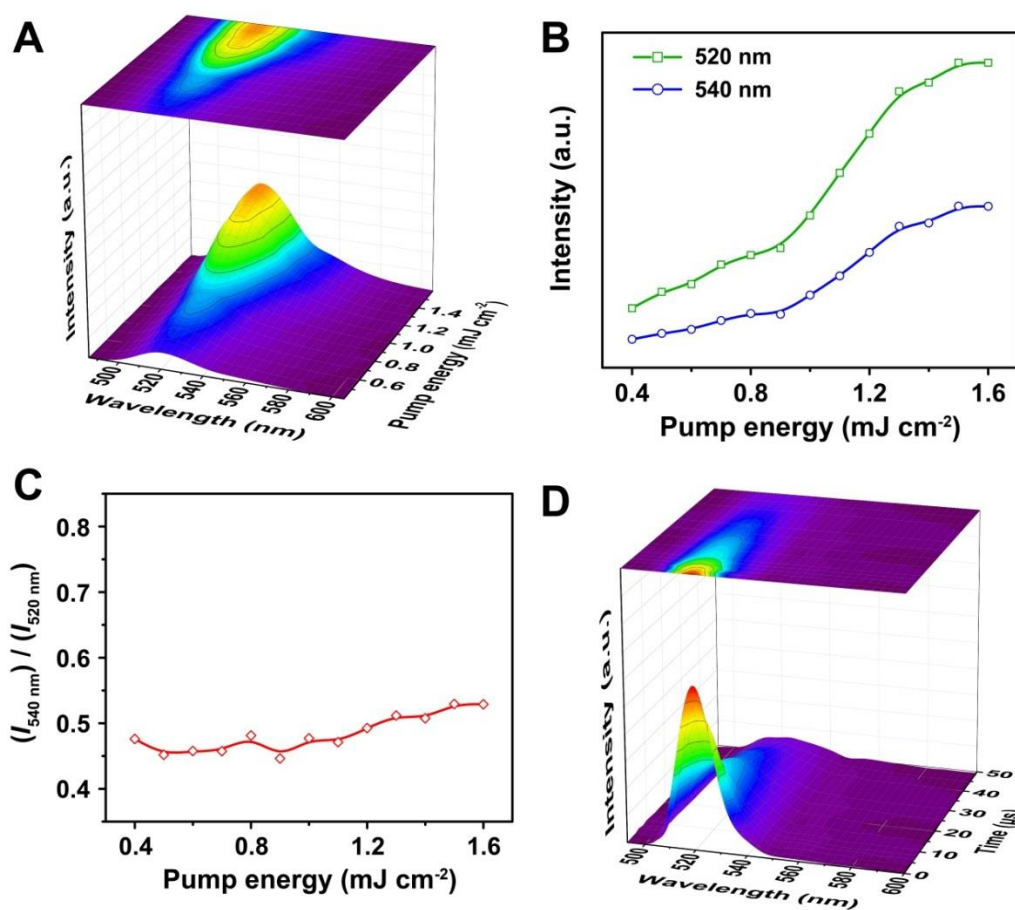 A
Intensity (a.u.)
500 520 540 560 580 600
Wavelength (nm)
0.6 0.8 1.0 1.2 1.4
Pump energy (mJ cm⁻²)
B
520 nm
540 nm
Intensity (a.u.)
0.4 0.8 1.2 1.6
Pump energy (mJ cm⁻²)
C
(I540 nm) / (I520 nm)
0.8
0.7
0.6
0.5
0.4
0.4 0.8 1.2 1.6
Pump energy (mJ cm⁻²)
D
Intensity (a.u.)
500 520 540 560 580 600
Wavelength (nm)
0 10 20 30 40 50
Time (µs)